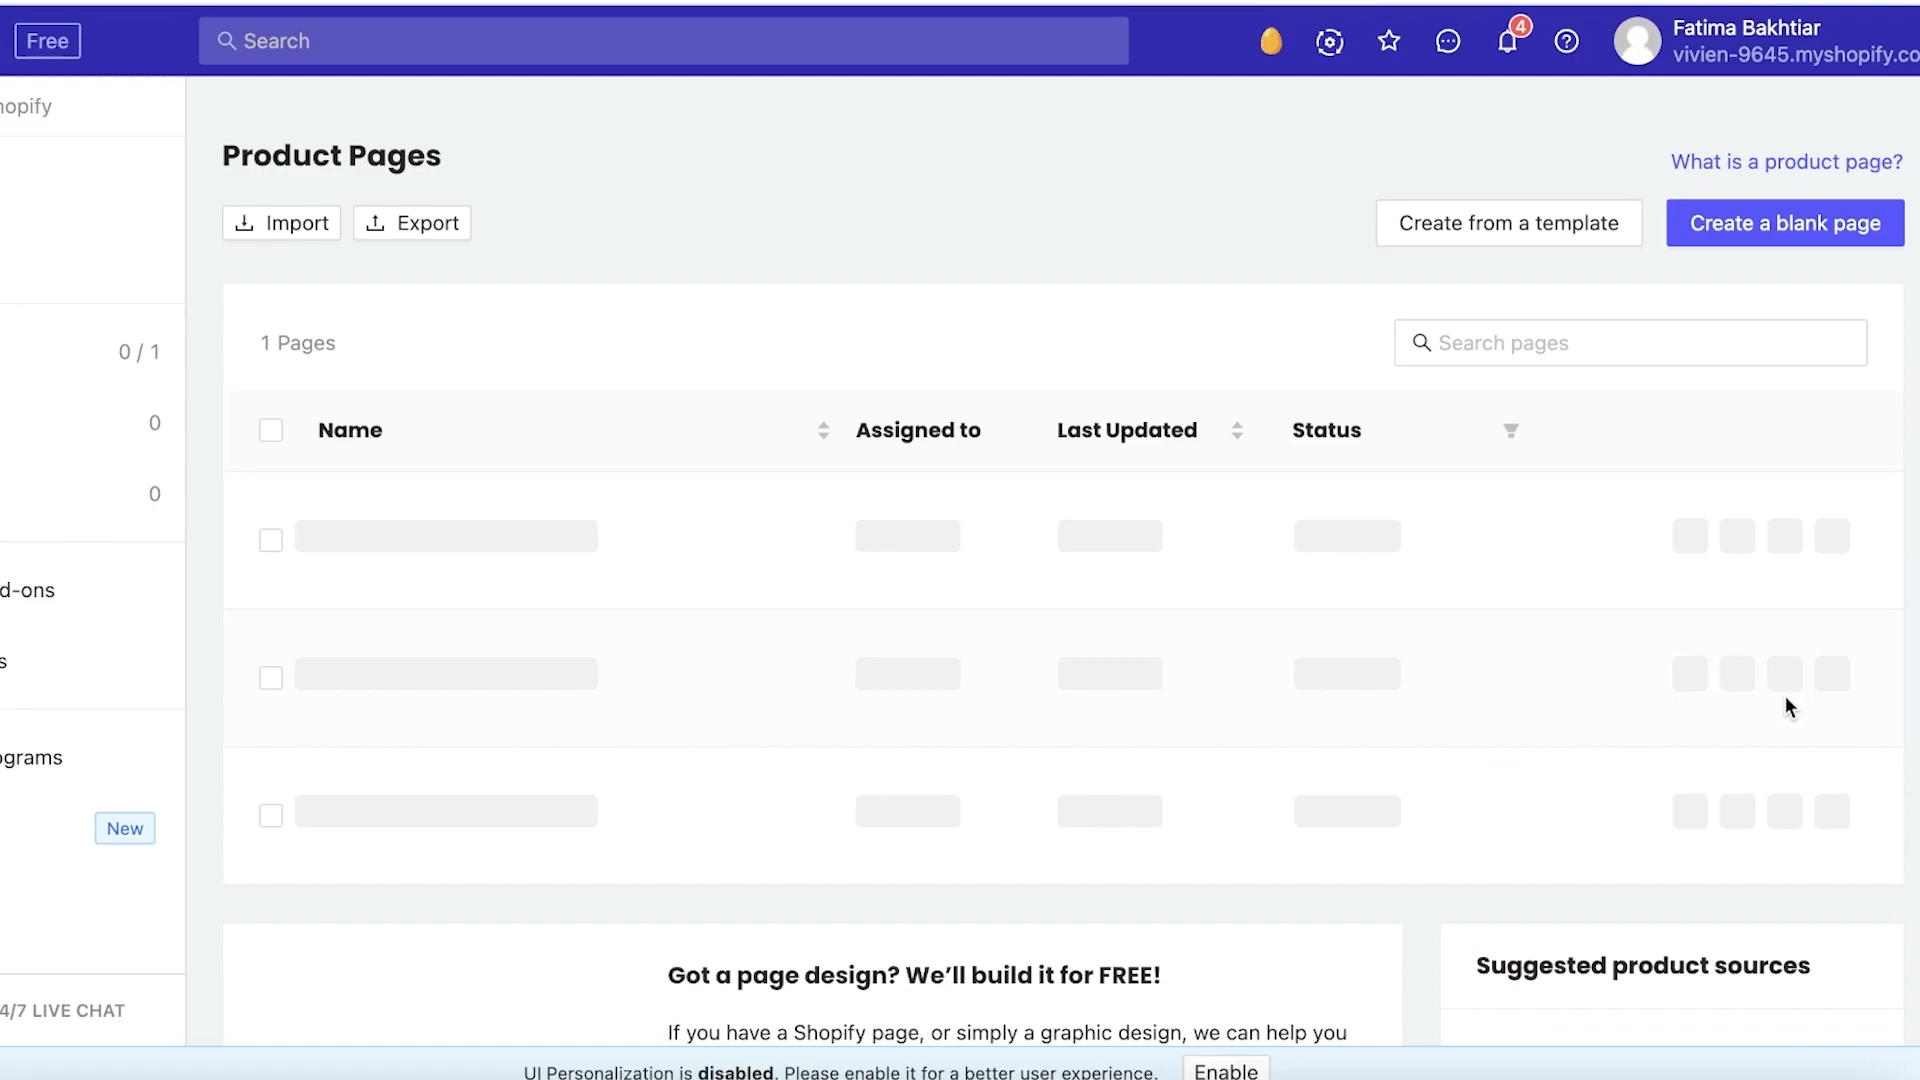 Free
Search
4
Fatima Bakhtiar
vivien-9645.myshopify.co
hopify
Product Pages
What is a product page?
Import
Export
Create from a template
Create a blank page
1 Pages
Search pages
0 / 1
0
0
Name
Assigned to
Last Updated
Status
d-ons
s
ograms
New
4/7 LIVE CHAT
Got a page design? We’ll build it for FREE!
If you have a Shopify page, or simply a graphic design, we can help you
Suggested product sources
UI Personalization is disabled. Please enable it for a better user experience.
Enable